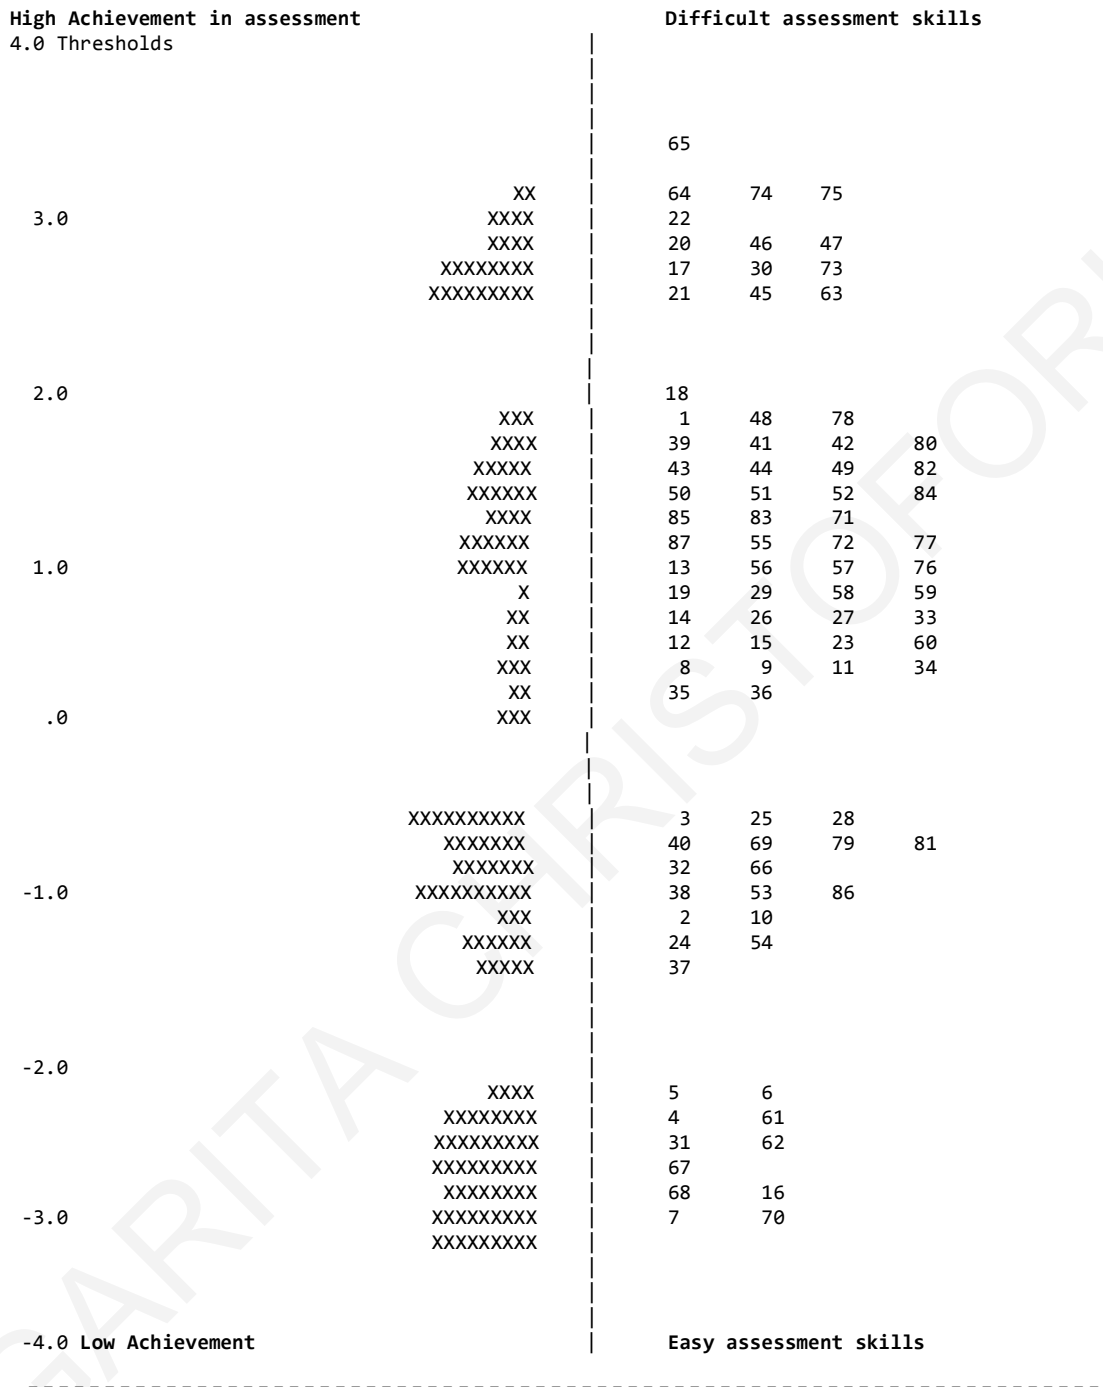 High Achievement in assessment Difficult assessment skills
4.0 Thresholds |
|
|
|
|
| 65
|
XX | 64 74 75
3.0 XXXX | 22
XXXX | 20 46 47
XXXXXXXX | 17 30 73
XXXXXXXXX | 21 45 63
|
|
|
2.0 | 18
XXX | 1 48 78
XXXX | 39 41 42 80
XXXXX | 43 44 49 82
XXXXXX | 50 51 52 84
XXXX | 85 83 71
XXXXXX | 87 55 72 77
1.0 XXXXXX | 13 56 57 76
X | 19 29 58 59
XX | 14 26 27 33
XX | 12 15 23 60
XXX | 8 9 11 34
XX | 35 36
.0 XXX |
|
|
|
XXXXXXXXXX | 3 25 28
XXXXXXX | 40 69 79 81
XXXXXXX | 32 66
-1.0 XXXXXXXXXX | 38 53 86
XXX | 2 10
XXXXXX | 24 54
XXXXX | 37
|
|
|
-2.0 |
XXXX | 5 6
XXXXXXXX | 4 61
XXXXXXXXX | 31 62
XXXXXXXXX | 67
XXXXXXXX | 68 16
-3.0 XXXXXXXXX | 7 70
XXXXXXXXX |
|
|
|
-4.0 Low Achievement | Easy assessment skills